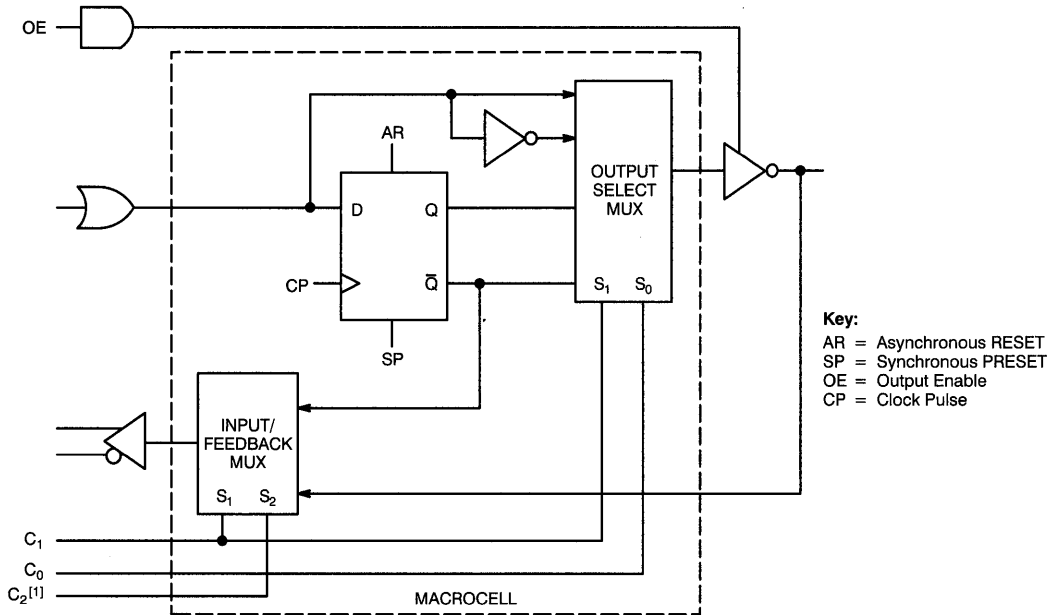 OE
AR
OUTPUT
SELECT
MUX
D
Q
CP
Q̅
S₁
S₀
SP
Key:
AR = Asynchronous RESET
SP = Synchronous PRESET
OE = Output Enable
CP = Clock Pulse
INPUT/
FEEDBACK
MUX
S₁
S₂
C₁
C₀
C₂[1]
MACROCELL